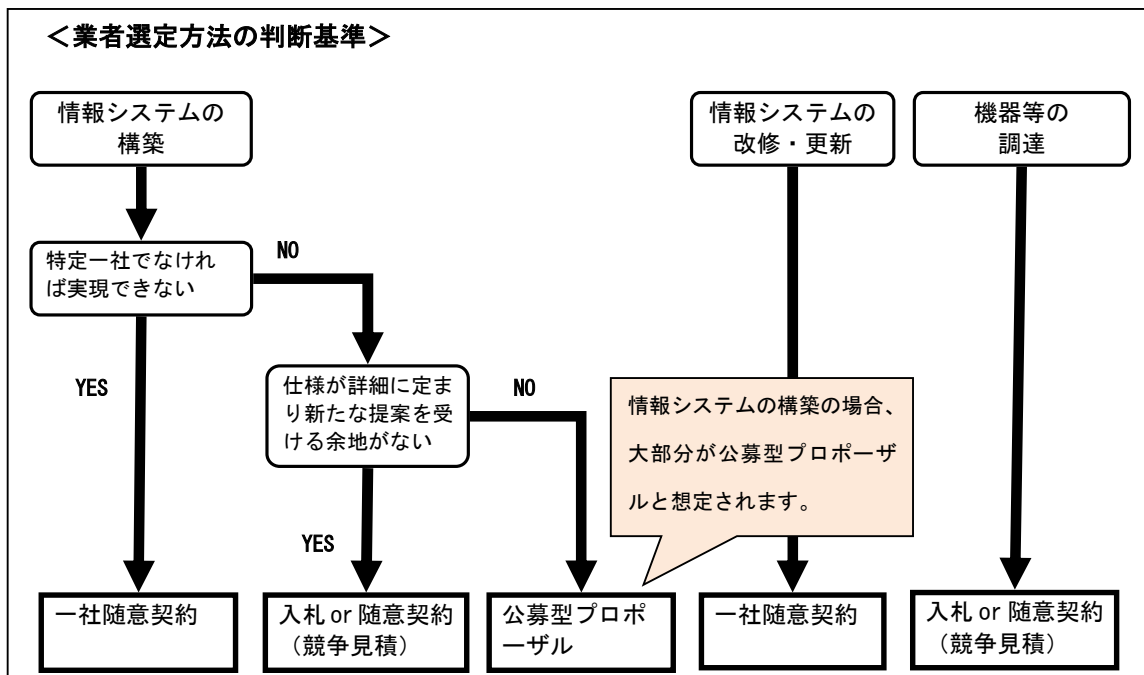 ＜業者選定方法の判断基準＞
情報システムの
構築
情報システムの
改修・更新
機器等の
調達
特定一社でなけれ
ば実現できない
NO
YES
仕様が詳細に定ま
り新たな提案を受
ける余地がない
NO
YES
情報システムの構築の場合、
大部分が公募型プロポーザ
ルと想定されます。
一社随意契約
入札 or 随意契約
（競争見積）
公募型プロポ
ーザル
一社随意契約
入札 or 随意契約
（競争見積）